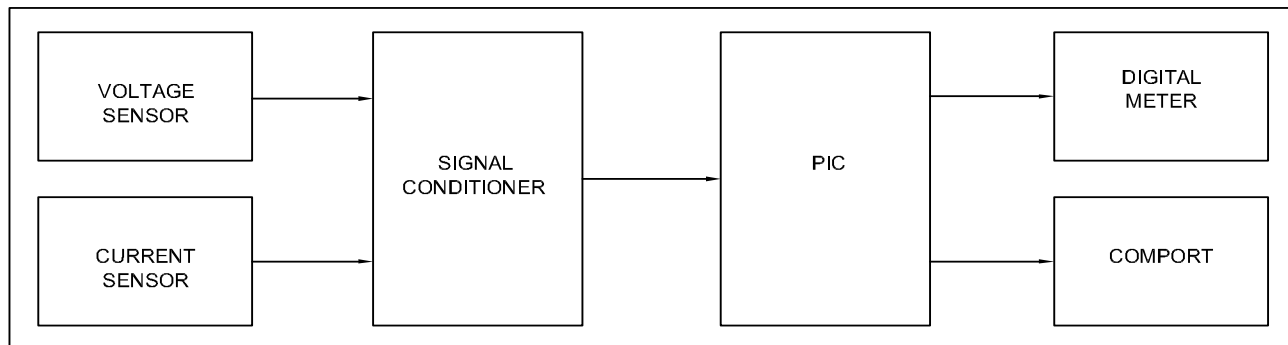 VOLTAGE
SENSOR
CURRENT
SENSOR
SIGNAL
CONDITIONER
PIC
DIGITAL
METER
COMPORT